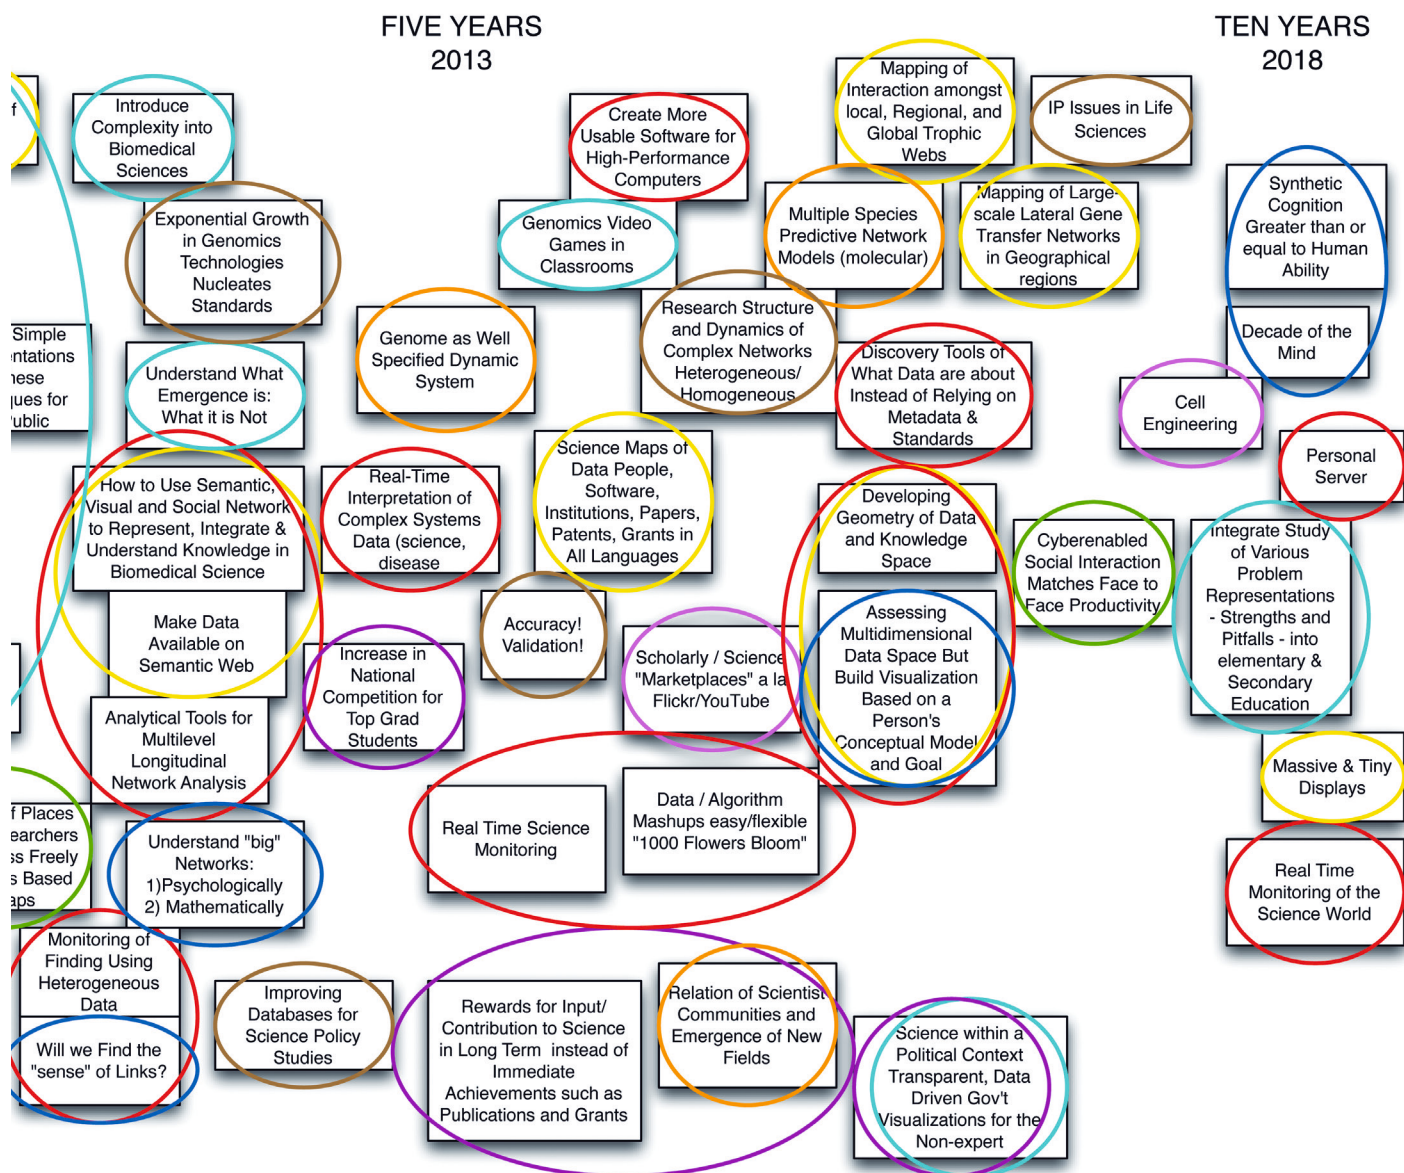 FIVE YEARS
2013
TEN YEARS
2018
f
Introduce
Complexity into
Biomedical
Sciences
Exponential Growth
in Genomics
Technologies
Nucleates
Standards
Simple
entations
hese
ques for
ublic
Understand What
Emergence is:
What it is Not
How to Use Semantic,
Visual and Social Network
to Represent, Integrate &
Understand Knowledge in
Biomedical Science
Make Data
Available on
Semantic Web
Analytical Tools for
Multilevel
Longitudinal
Network Analysis
f Places
earchers
ss Freely
s Based
aps
Understand "big"
Networks:
1)Psychologically
2) Mathematically
Monitoring of
Finding Using
Heterogeneous
Data
Will we Find the
"sense" of Links?
Improving
Databases for
Science Policy
Studies
Create More
Usable Software for
High-Performance
Computers
Genomics Video
Games in
Classrooms
Genome as Well
Specified Dynamic
System
Real-Time
Interpretation of
Complex Systems
Data (science,
disease
Increase in
National
Competition for
Top Grad
Students
Accuracy!
Validation!
Science Maps of
Data People,
Software,
Institutions, Papers,
Patents, Grants in
All Languages
Research Structure
and Dynamics of
Complex Networks
Heterogeneous/
Homogeneous
Multiple Species
Predictive Network
Models (molecular)
Mapping of
Interaction amongst
local, Regional, and
Global Trophic
Webs
IP Issues in Life
Sciences
Mapping of Large-
scale Lateral Gene
Transfer Networks
in Geographical
regions
Discovery Tools of
What Data are about
Instead of Relying on
Metadata &
Standards
Developing
Geometry of Data
and Knowledge
Space
Assessing
Multidimensional
Data Space But
Build Visualization
Based on a
Person's
Conceptual Model
and Goal
Scholarly / Science
"Marketplaces" a la
Flickr/YouTube
Real Time Science
Monitoring
Data / Algorithm
Mashups easy/flexible
"1000 Flowers Bloom"
Rewards for Input/
Contribution to Science
in Long Term instead of
Immediate
Achievements such as
Publications and Grants
Relation of Scientist
Communities and
Emergence of New
Fields
Science within a
Political Context
Transparent, Data
Driven Gov't
Visualizations for the
Non-expert
Cyberenabled
Social Interaction
Matches Face to
Face Productivity
Synthetic
Cognition
Greater than or
equal to Human
Ability
Decade of the
Mind
Cell
Engineering
Personal
Server
Integrate Study
of Various
Problem
Representations
- Strengths and
Pitfalls - into
elementary &
Secondary
Education
Massive & Tiny
Displays
Real Time
Monitoring of the
Science World